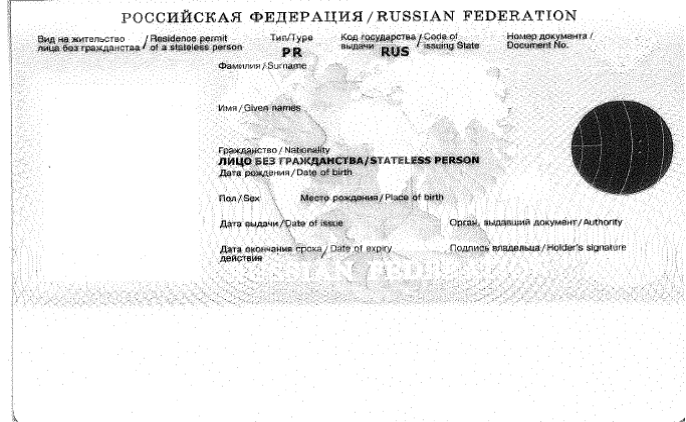 РОССИЙСКАЯ ФЕДЕРАЦИЯ/RUSSIAN FEDERATION
Вид на жительство / Residence permit
лица без гражданства / of a stateless person
Тип/Type
PR
Код государства / Code of
выдачи RUS issuing State
Номер документа /
Document No.
Фамилия/Surname
Имя/Given names
Гражданство/Nationality
ЛИЦО БЕЗ ГРАЖДАНСТВА/STATELESS PERSON
Дата рождения/Date of birth
Пол/Sex
Место рождения/Place of birth
Дата выдачи/Date of issue
Орган, выдавший документ/Authority
Дата окончания срока / Date of expiry
действия
Подпись владельца/Holder's signature
RUSSIAN FEDERATION